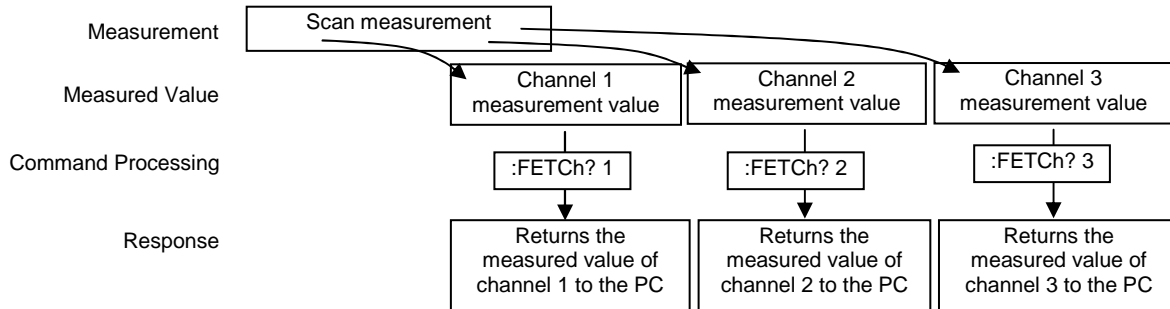 Measurement
Scan measurement
Measured Value
Channel 1
measurement value
Channel 2
measurement value
Channel 3
measurement value
Command Processing
:FETCh? 1
:FETCh? 2
:FETCh? 3
Response
Returns the
measured value of
channel 1 to the PC
Returns the
measured value of
channel 2 to the PC
Returns the
measured value of
channel 3 to the PC